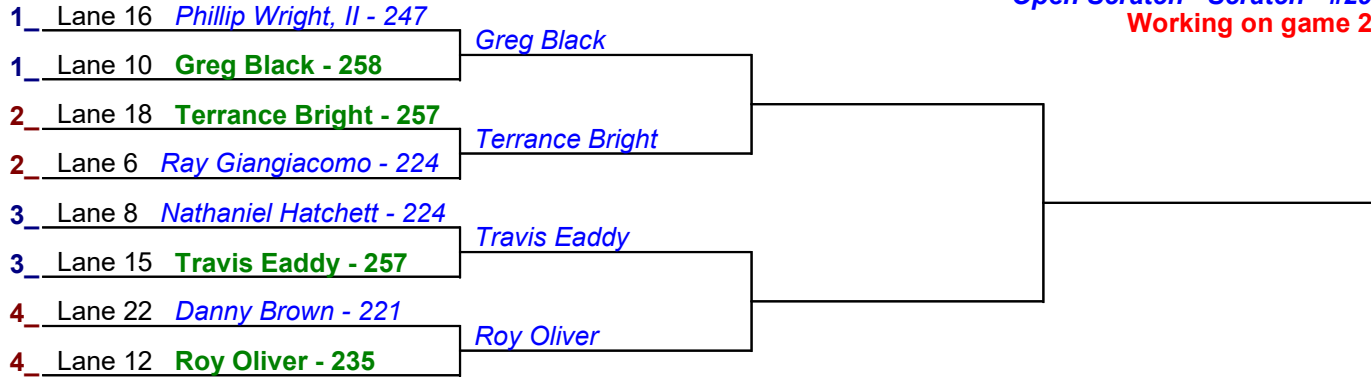 Open Scratch - Scratch
Working on game 2
1_ Lane 16 Phillip Wright, II - 247
Greg Black
1_ Lane 10 Greg Black - 258
2_ Lane 18 Terrance Bright - 257
Terrance Bright
2_ Lane 6 Ray Giangiacomo - 224
3_ Lane 8 Nathaniel Hatchett - 224
Travis Eaddy
3_ Lane 15 Travis Eaddy - 257
4_ Lane 22 Danny Brown - 221
Roy Oliver
4_ Lane 12 Roy Oliver - 235